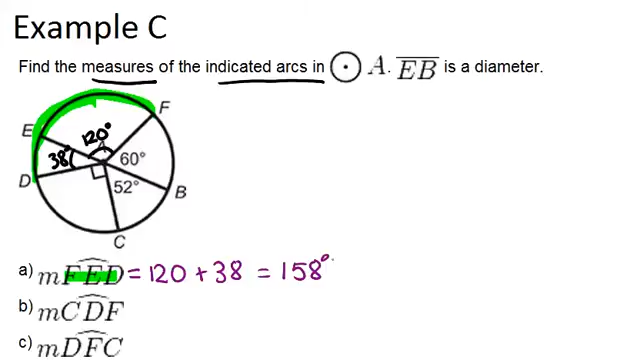 Example C
Find the measures of the indicated arcs in ⊙ A. EB is a diameter.
F
E
120°
38°
60°
D
52°
B
C
a) mFED = 120 + 38 = 158°
b) mCDF
c) mDFC